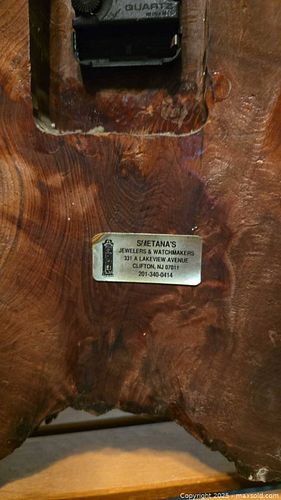 QUARTZ
SMETANA'S
JEWELERS & WATCHMAKERS
331 A LAKEVIEW AVENUE
CLIFTON, NJ 07011
201-340-0414
Copyright © 2025 - maxsold.com